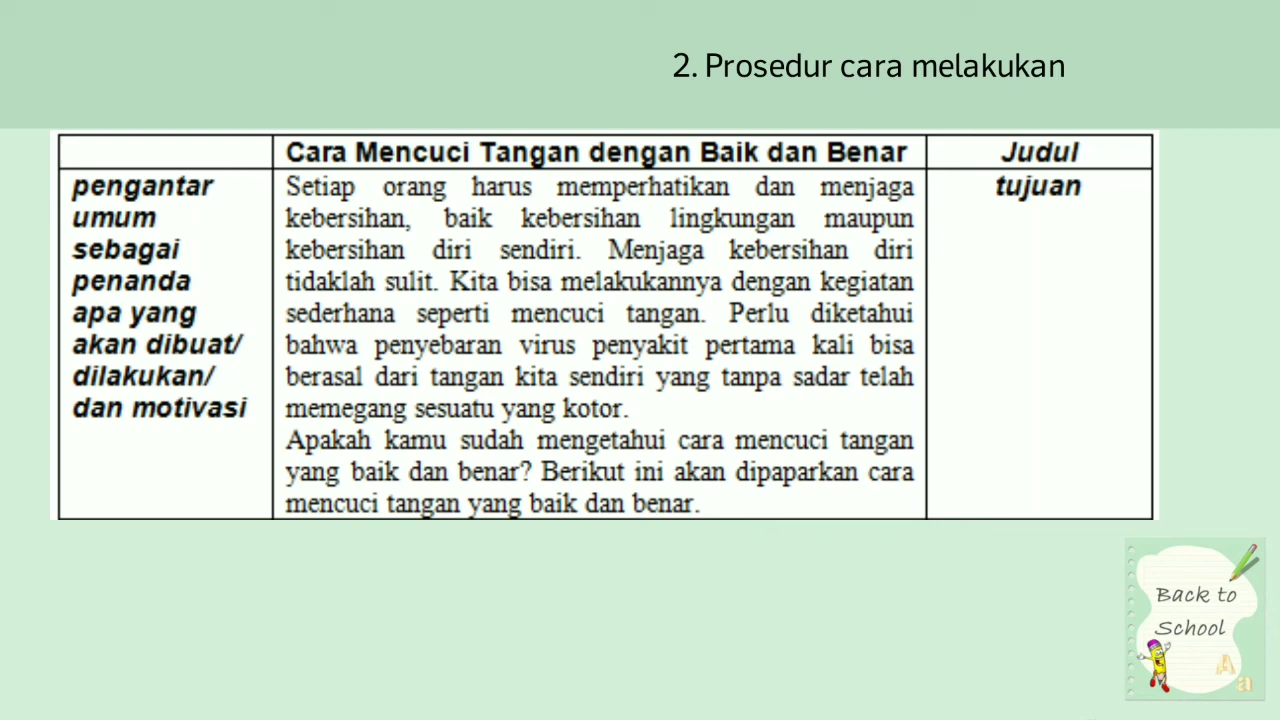 2. Prosedur cara melakukan
Cara Mencuci Tangan dengan Baik dan Benar
Judul
pengantar
umum
sebagai
penanda
apa yang
akan dibuat/
dilakukan/
dan motivasi
Setiap orang harus memperhatikan dan menjaga
kebersihan, baik kebersihan lingkungan maupun
kebersihan diri sendiri. Menjaga kebersihan diri
tidaklah sulit. Kita bisa melakukannya dengan kegiatan
sederhana seperti mencuci tangan. Perlu diketahui
bahwa penyebaran virus penyakit pertama kali bisa
berasal dari tangan kita sendiri yang tanpa sadar telah
memegang sesuatu yang kotor.
Apakah kamu sudah mengetahui cara mencuci tangan
yang baik dan benar? Berikut ini akan dipaparkan cara
mencuci tangan yang baik dan benar.
tujuan
Back to
School
A
a